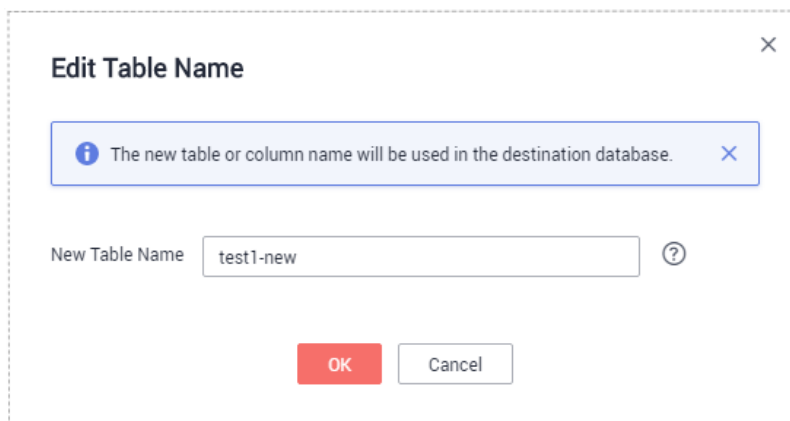 Edit Table Name
The new table or column name will be used in the destination database.
New Table Name test1-new
OK Cancel